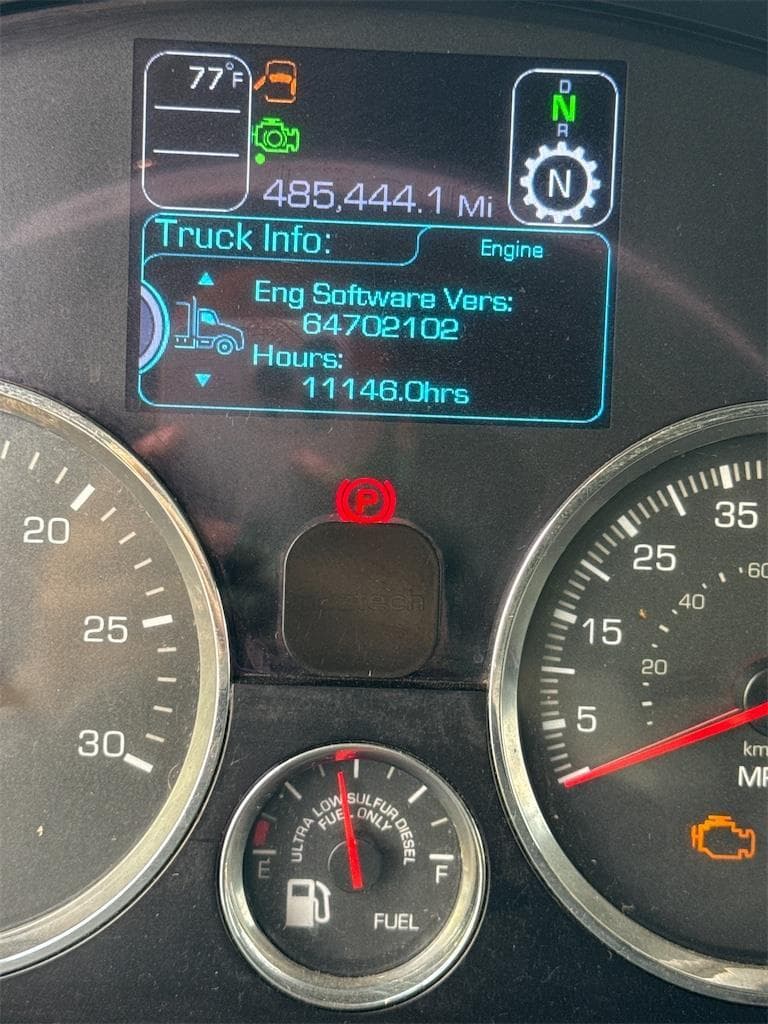 77°F
D
N
R
N
485,444.1 Mi
Truck Info:
Engine
Eng Software Vers:
64702102
Hours:
11146.0hrs
P
20
25
30
35
25
15
5
60
40
20
km
MP
ULTRA LOW SULFUR DIESEL
FUEL ONLY
E
F
FUEL